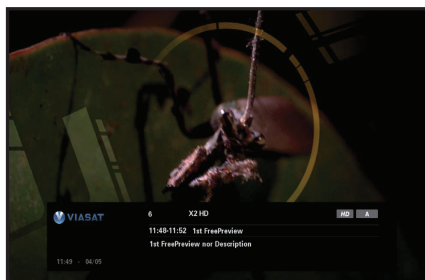 VIASAT
6 X2 HD HD A
11:48-11:52 1st FreePreview
1st FreePreview nor Description
11:49 - 04/05